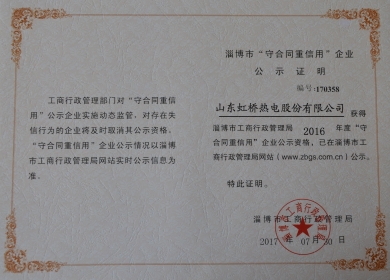 工商行政管理部门对“守合同重信
用”公示企业实施动态监管、对存在失
信行为的企业将及时取消其公示资格。
“守合同重信用”企业公示情况以淄博
市工商行政管理局网站实时公示信息为
准。
淄博市“守合同重信用”企业
公示证明
编号:170358
山东虹桥热电股份有限公司 获得
淄博市工商行政管理局 2016 年度“守
合同重信用”企业公示资格，已在淄博市工
商行政管理局网站（www.zbgs.com.cn）公示。
特此证明。
淄博市工商行政管理局
2017 年 07月 30 日